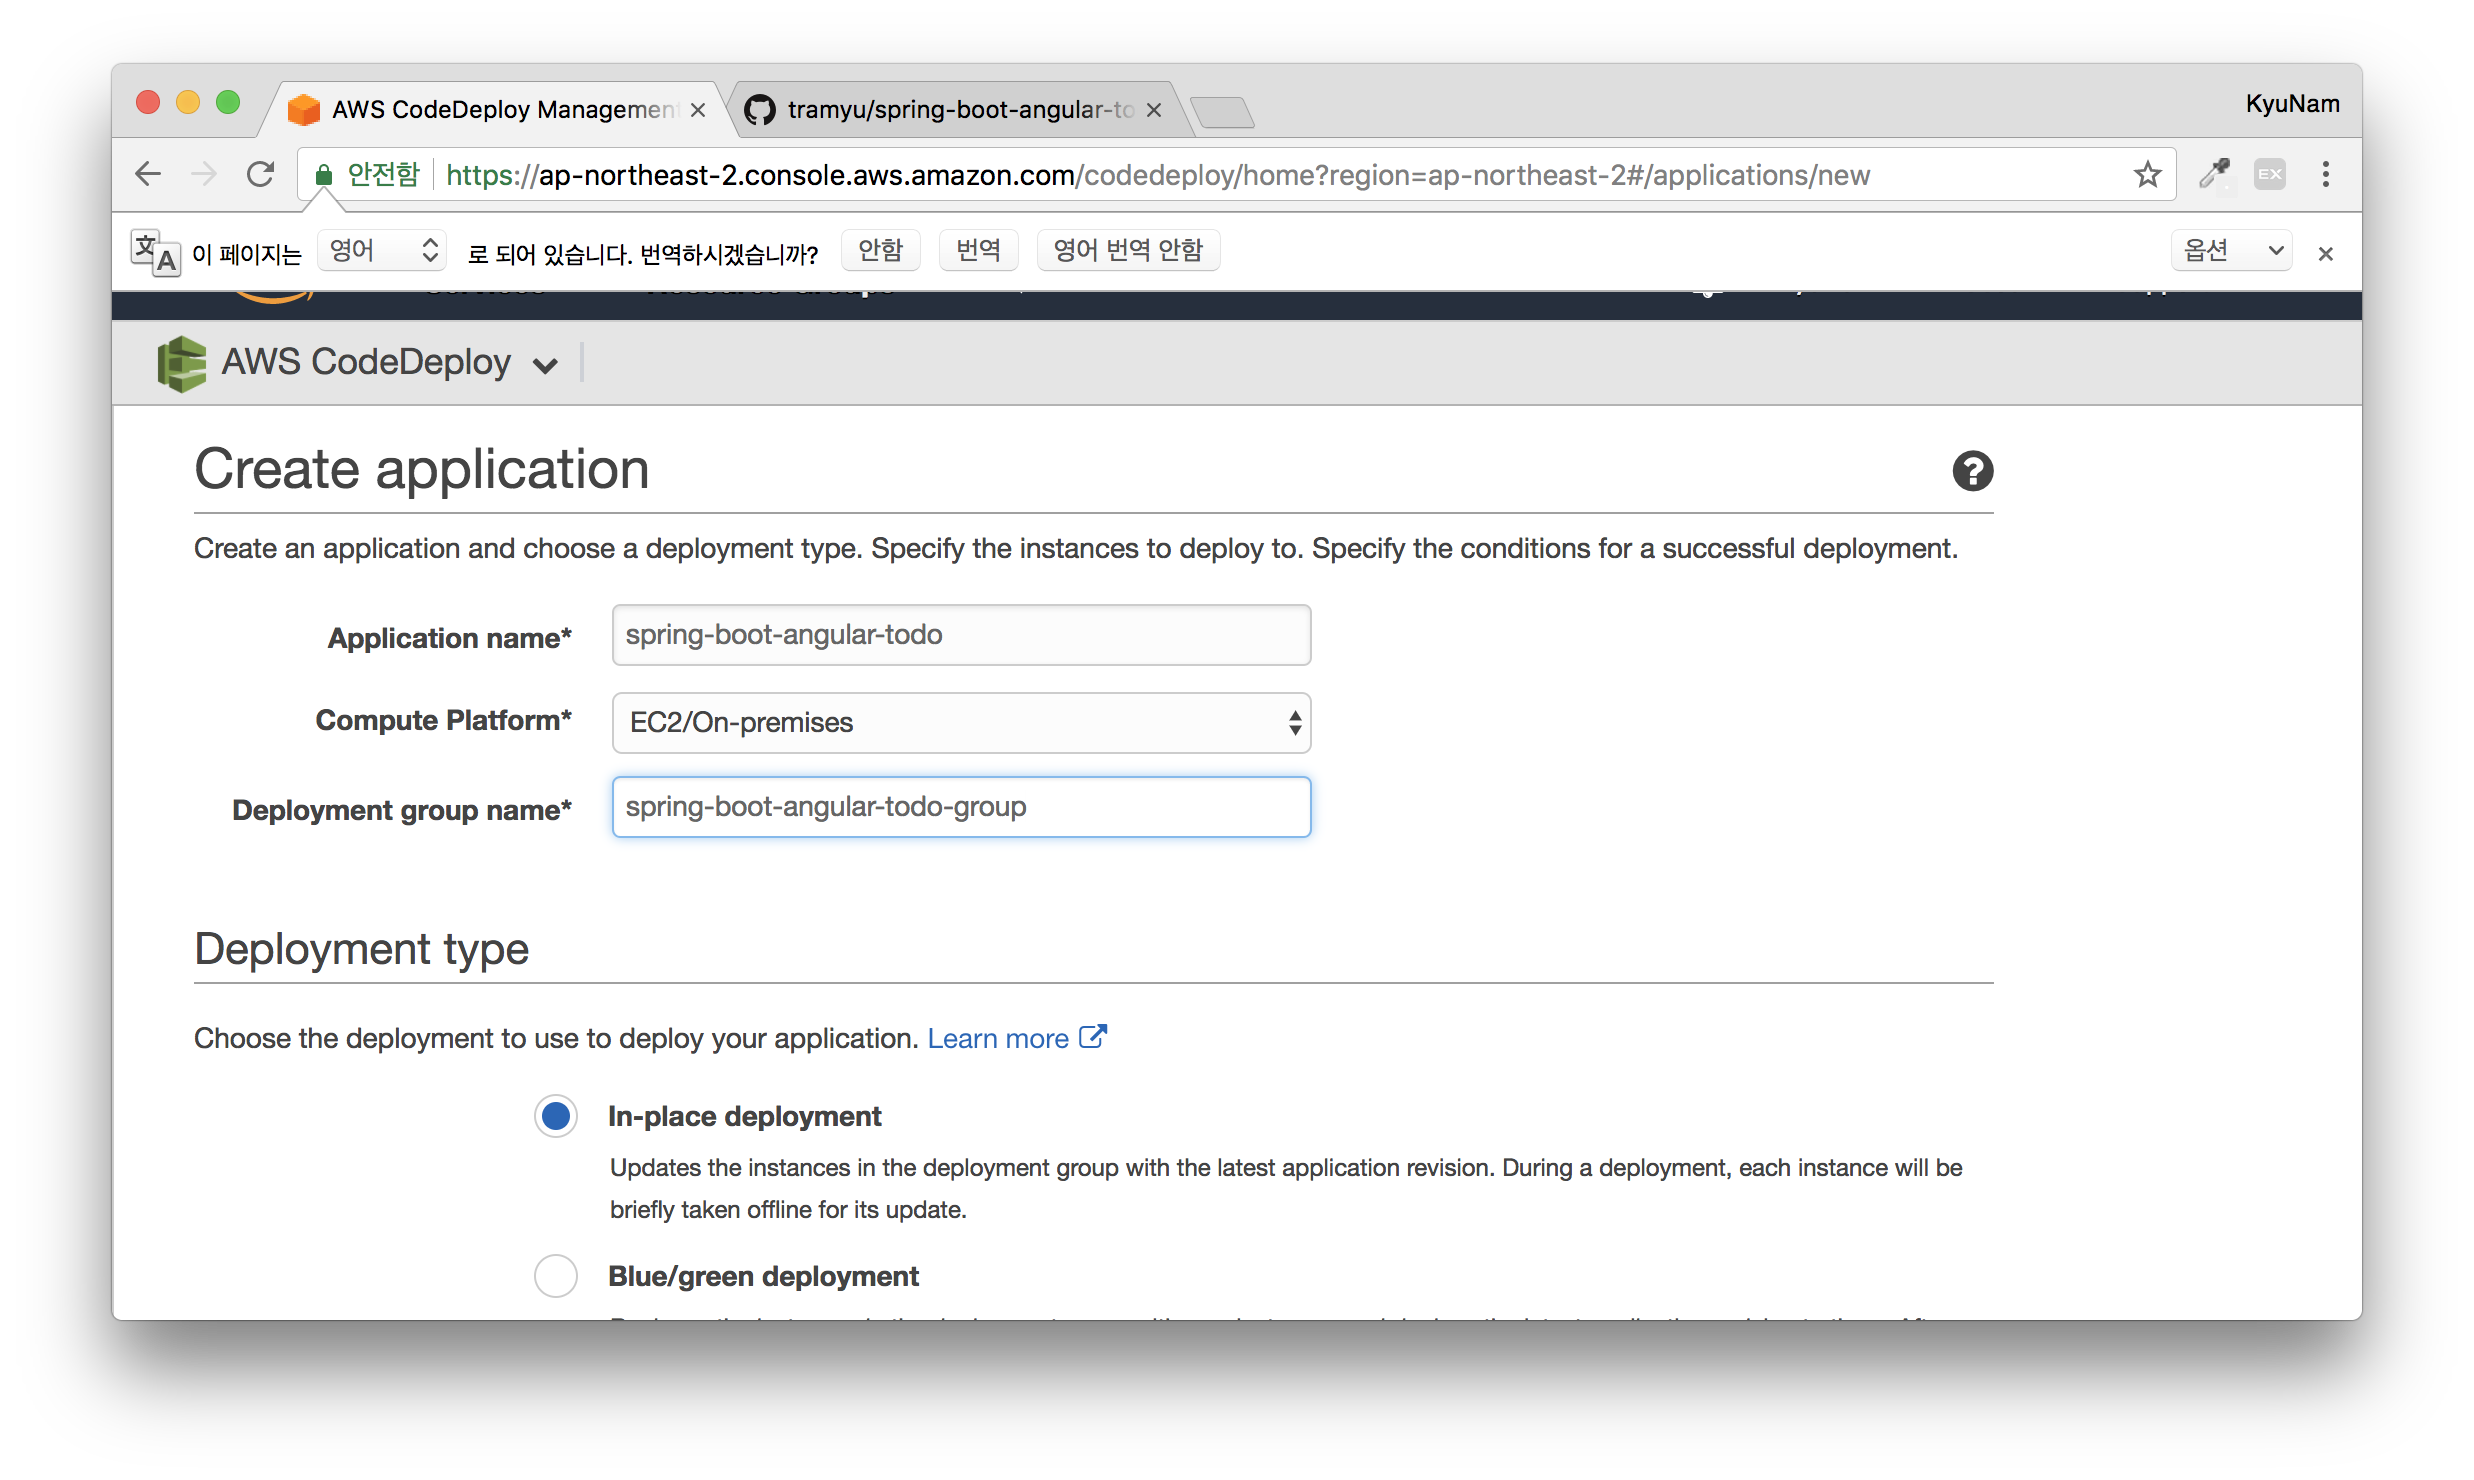 AWS CodeDeploy Management
tramyu/spring-boot-angular-to
KyuNam
안전함 https://ap-northeast-2.console.aws.amazon.com/codedeploy/home?region=ap-northeast-2#/applications/new
EX
文A 이 페이지는 영어 로 되어 있습니다. 번역하시겠습니까? 안함 번역 영어 번역 안함 옵션
AWS CodeDeploy
Create application
Create an application and choose a deployment type. Specify the instances to deploy to. Specify the conditions for a successful deployment.
Application name* spring-boot-angular-todo
Compute Platform* EC2/On-premises
Deployment group name* spring-boot-angular-todo-group
Deployment type
Choose the deployment to use to deploy your application. Learn more
In-place deployment
Updates the instances in the deployment group with the latest application revision. During a deployment, each instance will be
briefly taken offline for its update.
Blue/green deployment